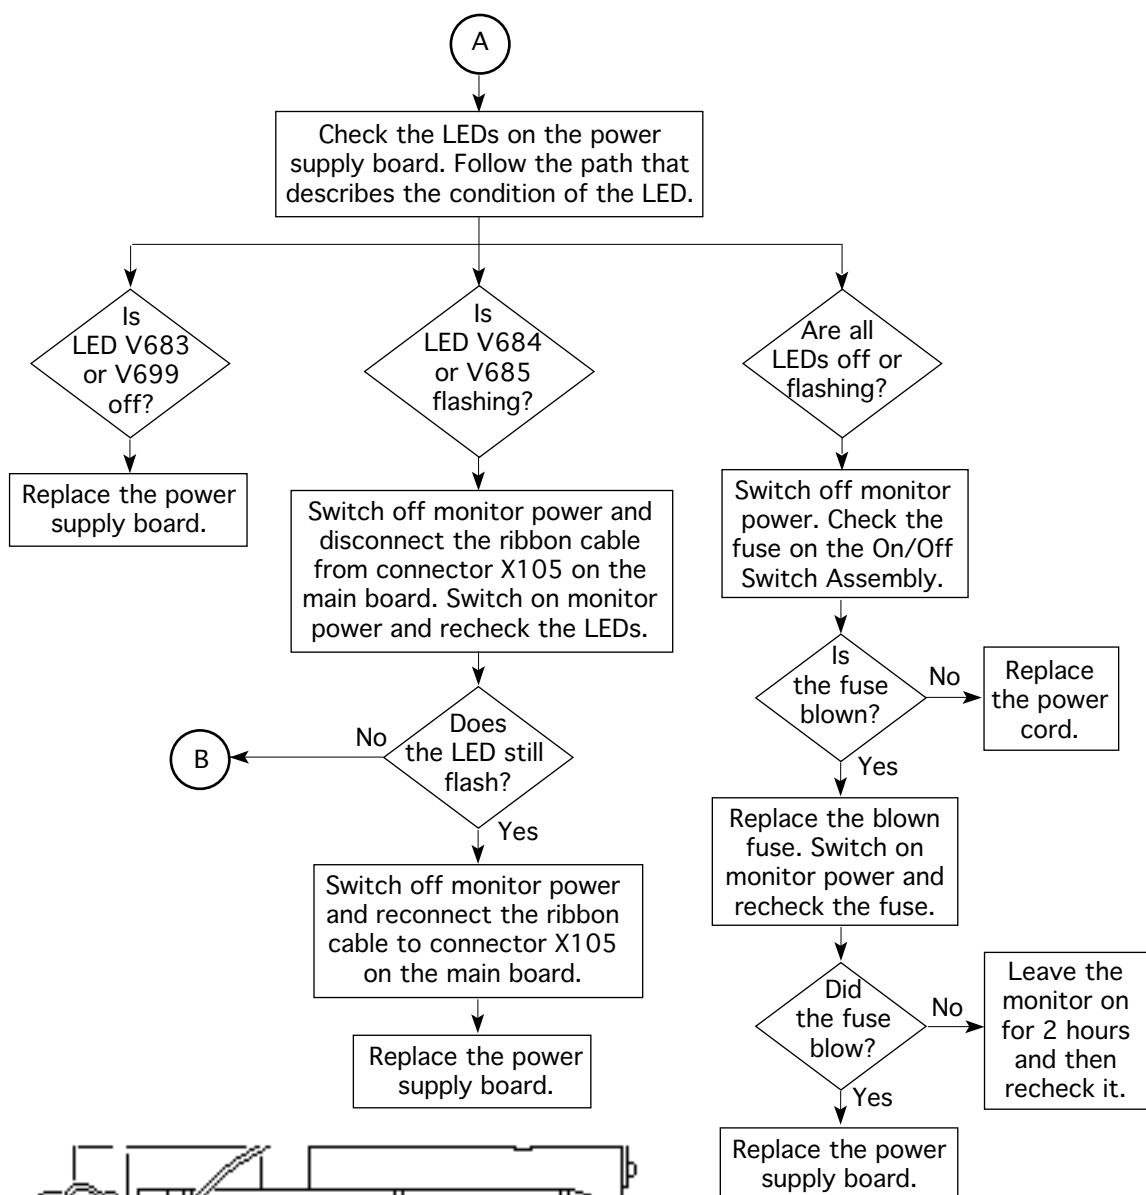 A
Check the LEDs on the power
supply board. Follow the path that
describes the condition of the LED.
Is
LED V683
or V699
off?
Replace the power
supply board.
Is
LED V684
or V685
flashing?
Switch off monitor power and
disconnect the ribbon cable
from connector X105 on the
main board. Switch on monitor
power and recheck the LEDs.
Does
the LED still
flash?
No
B
Yes
Switch off monitor power
and reconnect the ribbon
cable to connector X105
on the main board.
Replace the power
supply board.
Are all
LEDs off or
flashing?
Switch off monitor
power. Check the
fuse on the On/Off
Switch Assembly.
Is
the fuse
blown?
No
Replace
the power
cord.
Yes
Replace the blown
fuse. Switch on
monitor power and
recheck the fuse.
Did
the fuse
blow?
No
Leave the
monitor on
for 2 hours
and then
recheck it.
Yes
Replace the power
supply board.